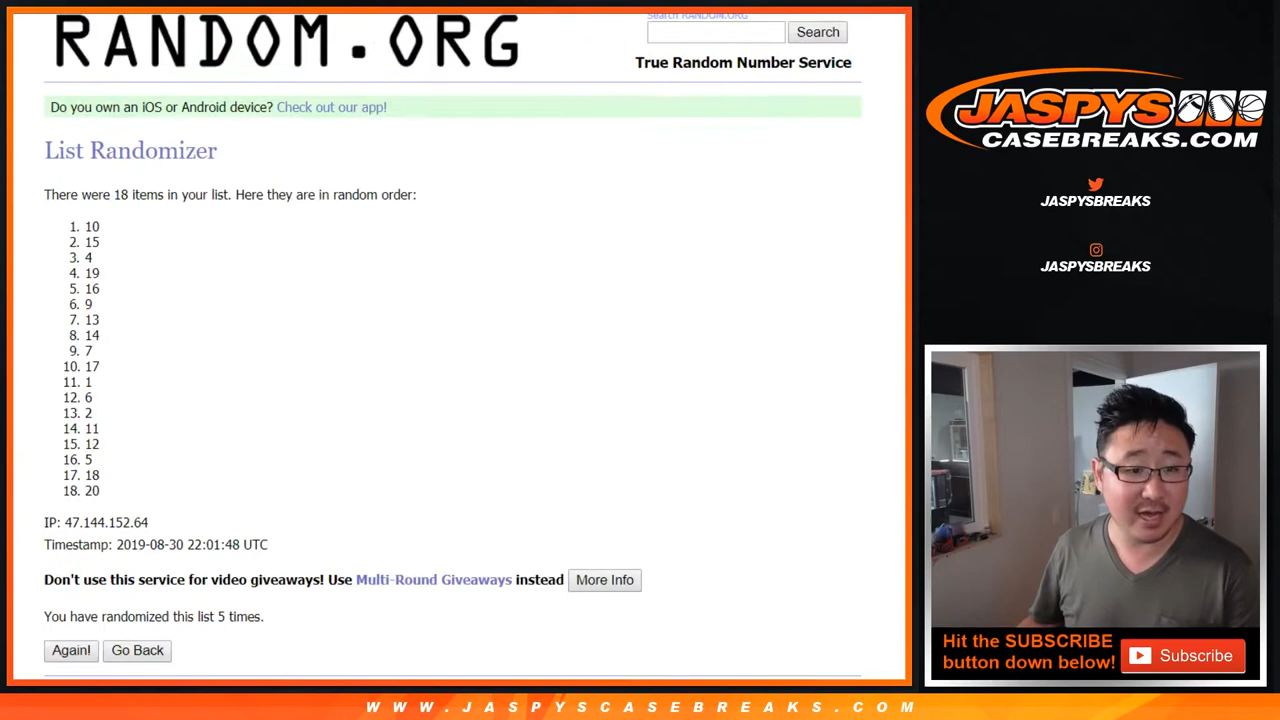 RANDOM.ORG
Search RANDOM.ORG
Search
True Random Number Service
Do you own an iOS or Android device? Check out our app!
List Randomizer
There were 18 items in your list. Here they are in random order:
1. 10
2. 15
3. 4
4. 19
5. 16
6. 9
7. 13
8. 14
9. 7
10. 17
11. 1
12. 6
13. 2
14. 11
15. 12
16. 5
17. 18
18. 20
IP: 47.144.152.64
Timestamp: 2019-08-30 22:01:48 UTC
Don't use this service for video giveaways! Use Multi-Round Giveaways instead More Info
You have randomized this list 5 times.
Again! Go Back
JASPYS
CASEBREAKS.COM
JASPYSBREAKS
JASPYSBREAKS
Hit the SUBSCRIBE
button down below!
Subscribe
WWW.JASPYSCASEBREAKS.COM